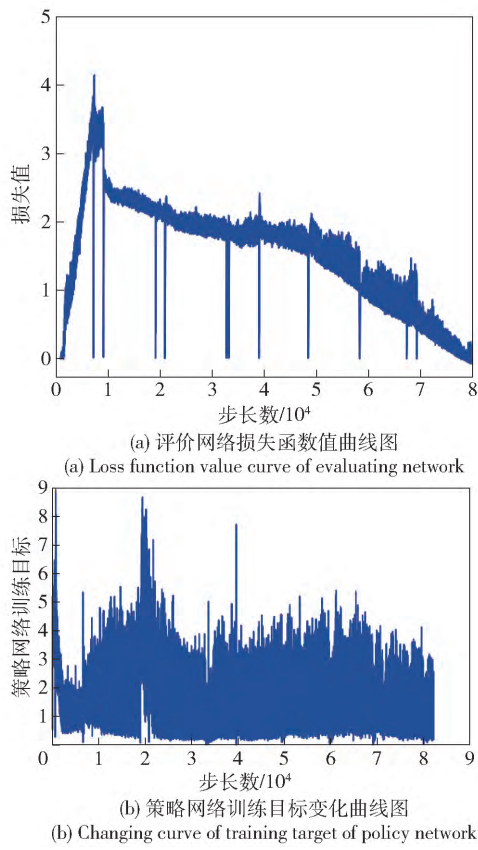 5
4
3
2
1
0
损失值
0 1 2 3 4 5 6 7 8
步长数/10⁴
(a) 评价网络损失函数值曲线图
(a) Loss function value curve of evaluating network
9
8
7
6
5
4
3
2
1
策略网络训练目标
0 1 2 3 4 5 6 7 8 9
步长数/10⁴
(b) 策略网络训练目标变化曲线图
(b) Changing curve of training target of policy network